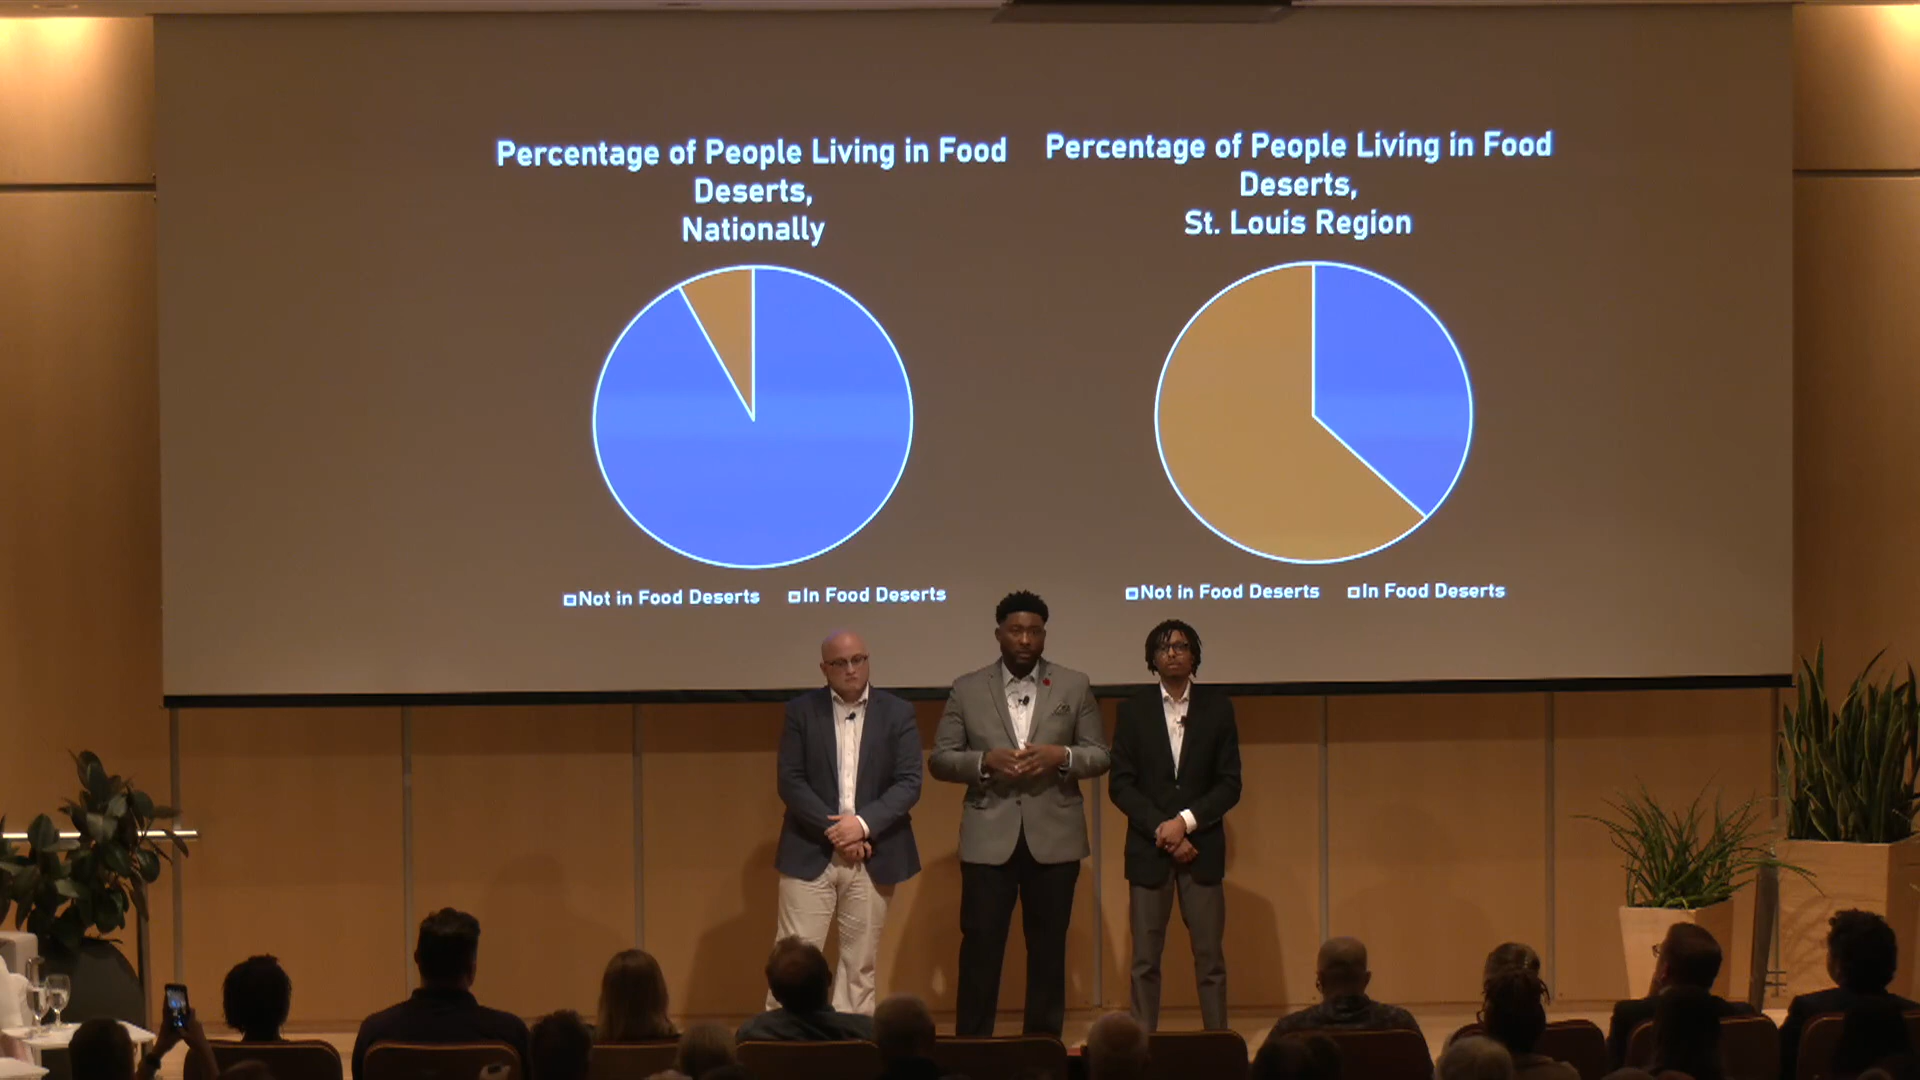 Percentage of People Living in Food
Deserts,
Nationally
Not in Food Deserts
In Food Deserts
Percentage of People Living in Food
Deserts,
St. Louis Region
Not in Food Deserts
In Food Deserts